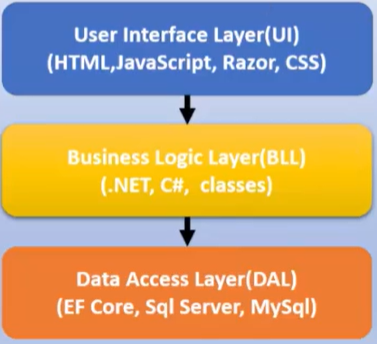 User Interface Layer(UI)
(HTML,JavaScript, Razor, CSS)
Business Logic Layer(BLL)
(.NET, C#, classes)
Data Access Layer(DAL)
(EF Core, Sql Server, MySql)